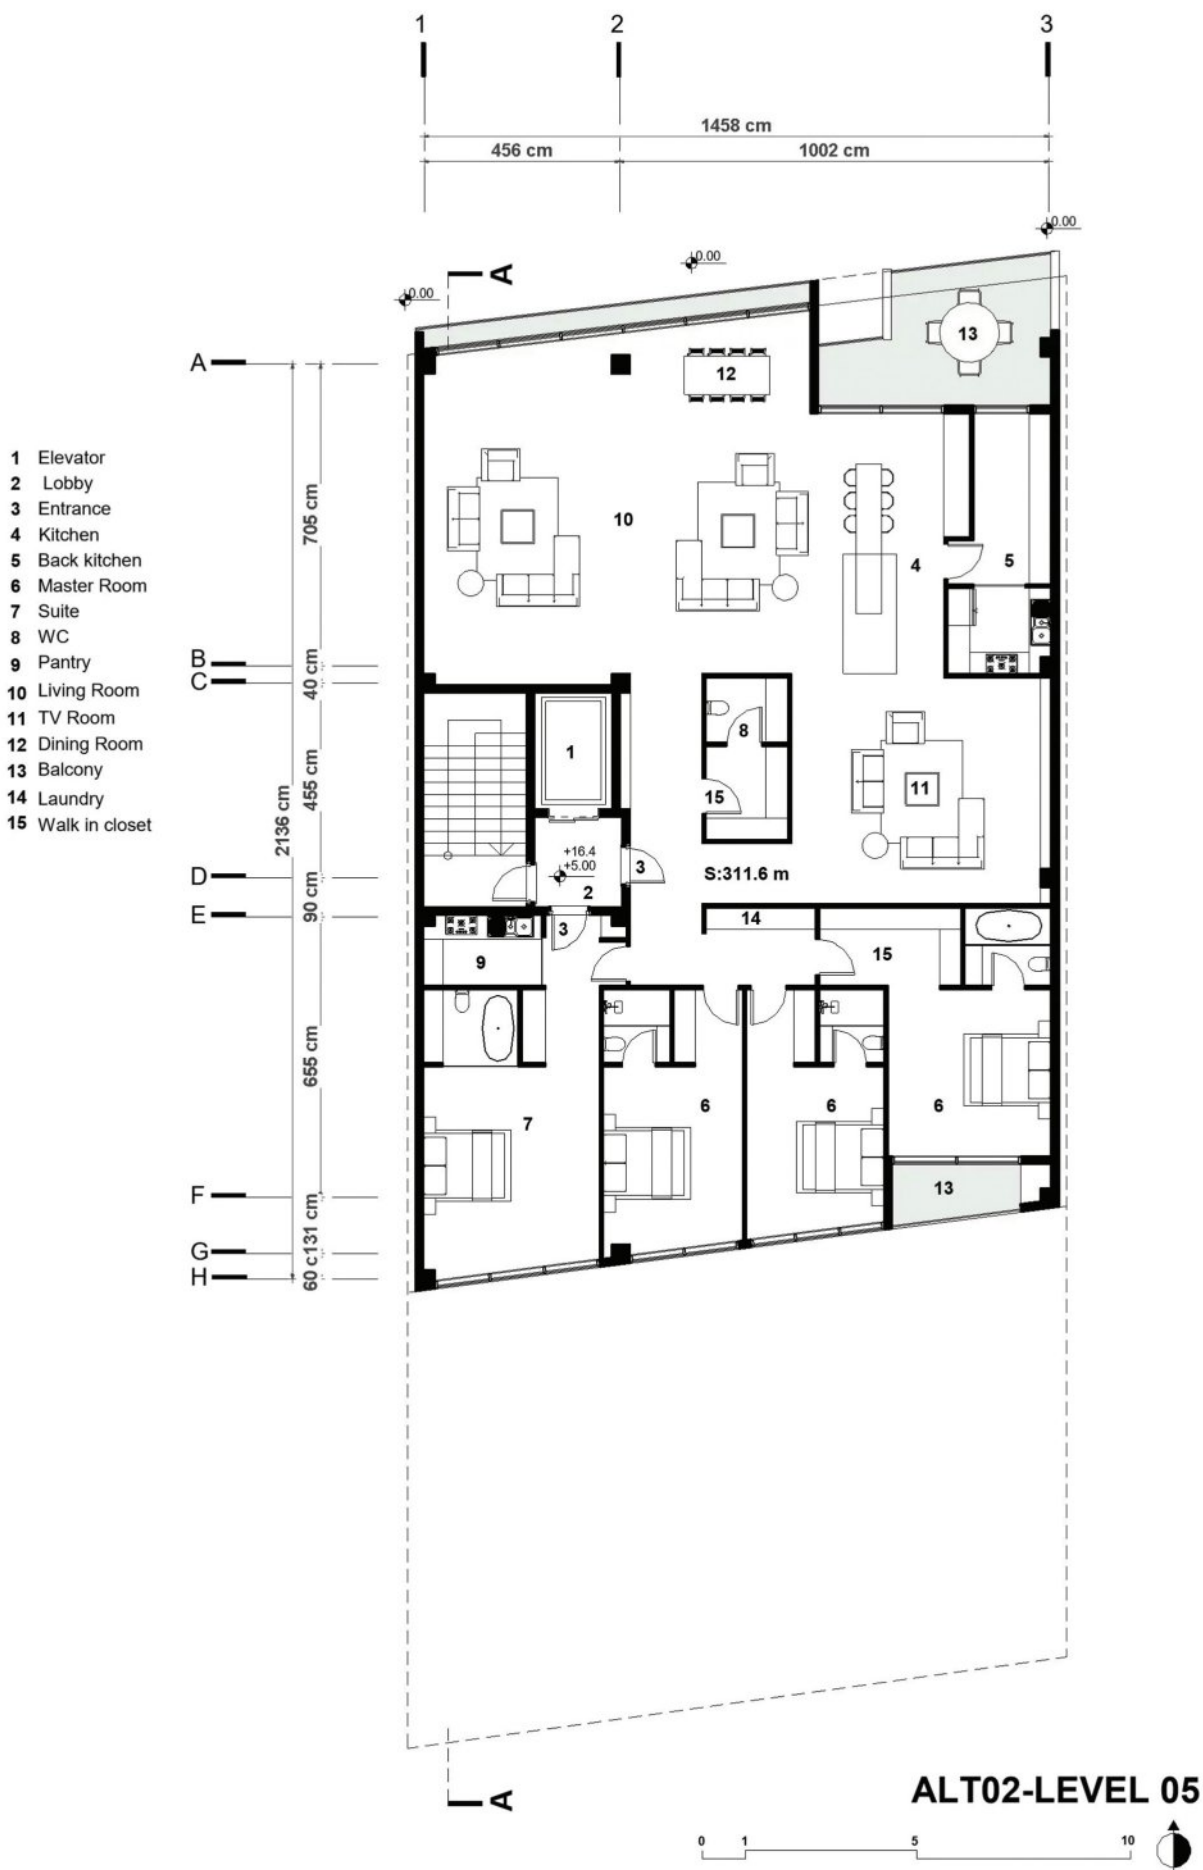 1 2 3
1458 cm
456 cm 1002 cm
0.00
0.00
0.00
A
A
B
C
D
E
F
G
H
705 cm
40 cm
455 cm
90 cm
655 cm
131 cm
60 c
2136 cm
1 Elevator
2 Lobby
3 Entrance
4 Kitchen
5 Back kitchen
6 Master Room
7 Suite
8 WC
9 Pantry
10 Living Room
11 TV Room
12 Dining Room
13 Balcony
14 Laundry
15 Walk in closet
13
12
10
4
5
8
1
15
11
+16.4
+5.00
3
S:311.6 m
2
14
3
15
9
6
6
6
7
13
A
ALT02-LEVEL 05
0 1 5 10